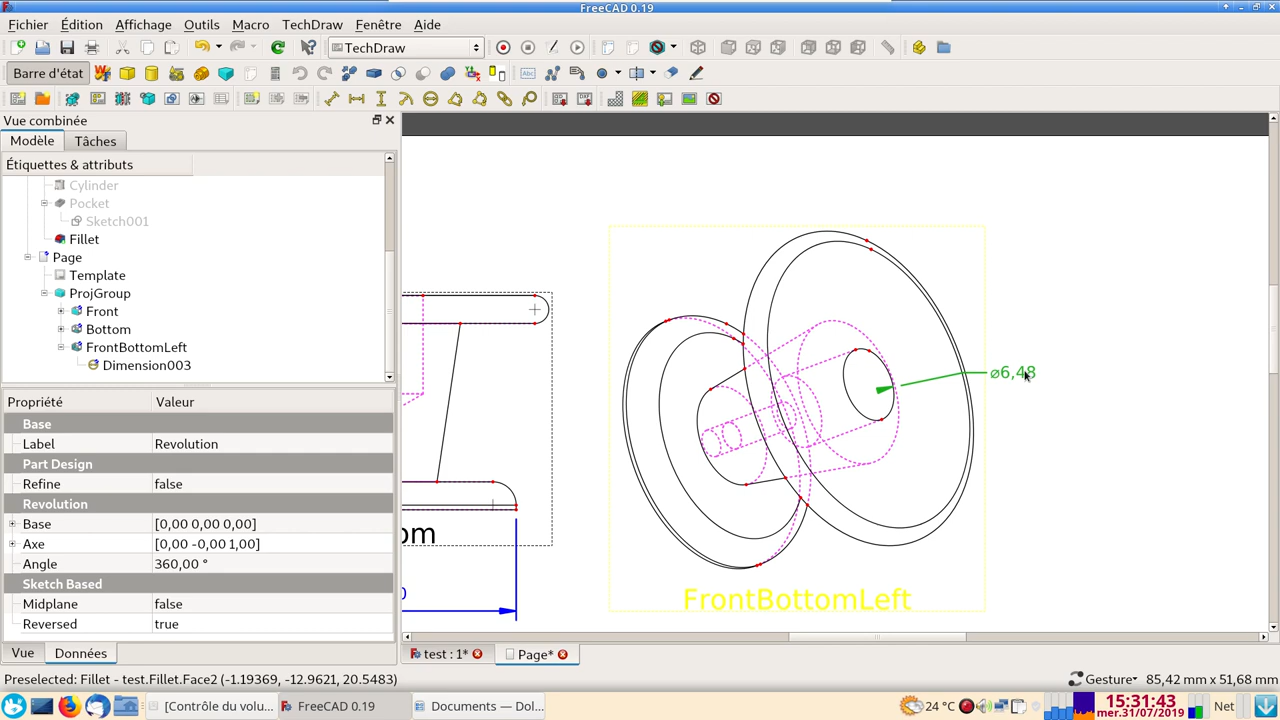 FreeCAD 0.19
Fichier Édition Affichage Outils Macro TechDraw Fenêtre Aide
TechDraw
Barre d'état
Vue combinée
Modèle Tâches
Étiquettes & attributs
Cylinder
Pocket
Sketch001
Fillet
Page
Template
ProjGroup
Front
Bottom
FrontBottomLeft
Dimension003
Propriété Valeur
Base
Label Revolution
Part Design
Refine false
Revolution
Base [0,00 0,00 0,00]
Axe [0,00 -0,00 1,00]
Angle 360,00 °
Sketch Based
Midplane false
Reversed true
Vue Données
⌀6,48
om
0
FrontBottomLeft
test : 1* Page*
Preselected: Fillet - test.Fillet.Face2 (-1.19369, -12.9621, 20.5483)
Gesture 85,42 mm x 51,68 mm
[Contrôle du volu... FreeCAD 0.19 Documents — Dol...
24 °C
15:31:43
mer.31/07/2019
Net